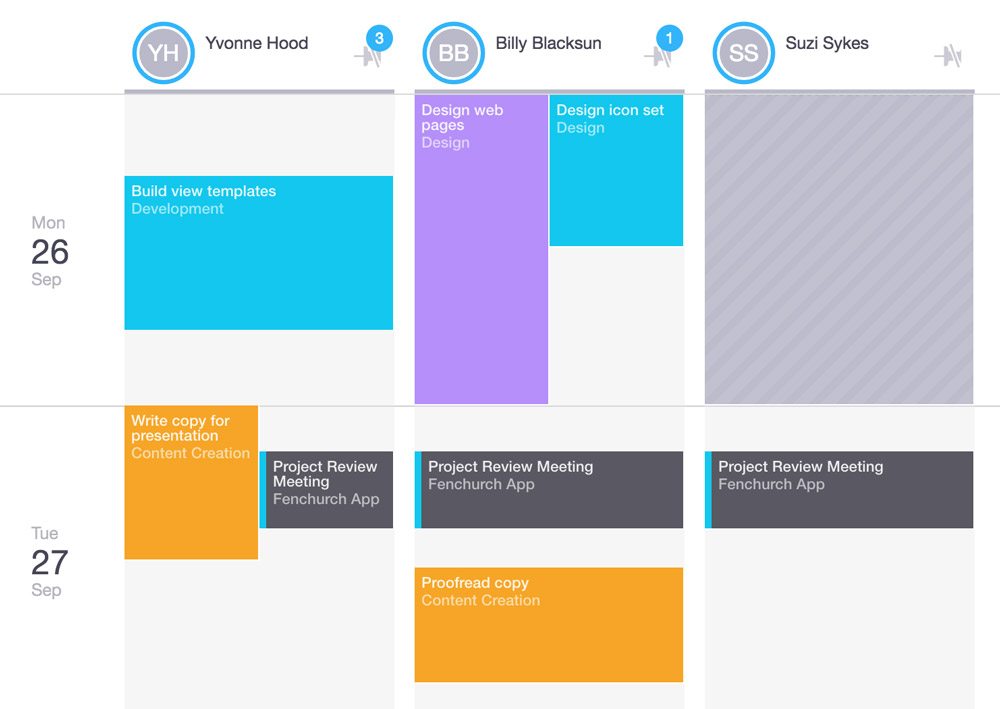 YH
Yvonne Hood
3
BB
Billy Blacksun
1
SS
Suzi Sykes
Mon
26
Sep
Build view templates
Development
Design web
pages
Design
Design icon set
Design
Tue
27
Sep
Write copy for
presentation
Content Creation
Project Review
Meeting
Fenchurch App
Project Review Meeting
Fenchurch App
Proofread copy
Content Creation
Project Review Meeting
Fenchurch App